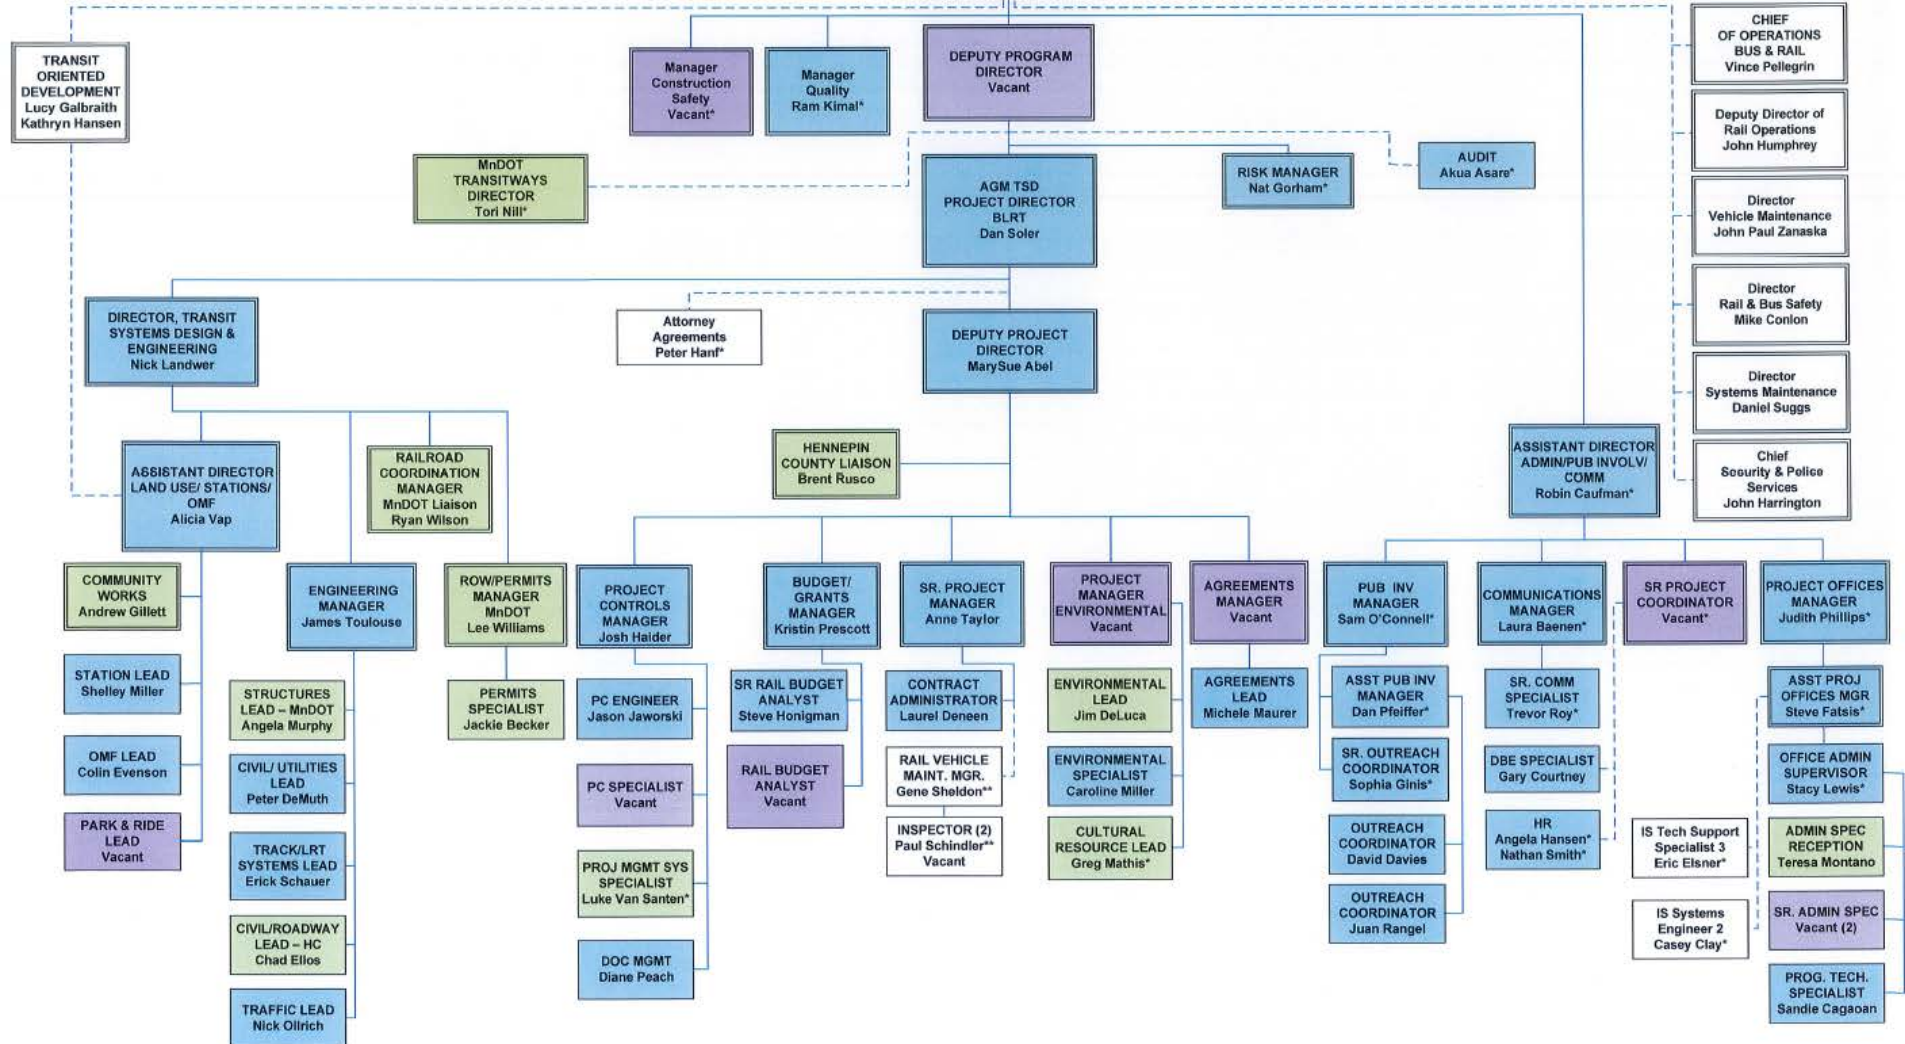 TRANSIT
ORIENTED
DEVELOPMENT
Lucy Galbraith
Kathryn Hansen
Manager
Construction
Safety
Vacant*
Manager
Quality
Ram Kimal*
DEPUTY PROGRAM
DIRECTOR
Vacant
CHIEF
OF OPERATIONS
BUS & RAIL
Vince Pellegrin
Deputy Director of
Rail Operations
John Humphrey
Director
Vehicle Maintenance
John Paul Zanaska
Director
Rail & Bus Safety
Mike Conlon
Director
Systems Maintenance
Daniel Suggs
Chief
Security & Police
Services
John Harrington
MnDOT
TRANSITWAYS
DIRECTOR
Tori Nill*
AGM TSD
PROJECT DIRECTOR
BLRT
Dan Soler
RISK MANAGER
Nat Gorham*
AUDIT
Akua Asare*
DIRECTOR, TRANSIT
SYSTEMS DESIGN &
ENGINEERING
Nick Landwer
Attorney
Agreements
Peter Hanf*
DEPUTY PROJECT
DIRECTOR
MarySue Abel
HENNEPIN
COUNTY LIAISON
Brent Rusco
ASSISTANT DIRECTOR
ADMIN/PUB INVOLV/
COMM
Robin Caufman*
ASSISTANT DIRECTOR
LAND USE/ STATIONS/
OMF
Alicia Vap
RAILROAD
COORDINATION
MANAGER
MnDOT Liaison
Ryan Wilson
COMMUNITY
WORKS
Andrew Gillett
STATION LEAD
Shelley Miller
OMF LEAD
Colin Evenson
PARK & RIDE
LEAD
Vacant
ENGINEERING
MANAGER
James Toulouse
STRUCTURES
LEAD – MnDOT
Angela Murphy
CIVIL/ UTILITIES
LEAD
Peter DeMuth
TRACK/LRT
SYSTEMS LEAD
Erick Schauer
CIVIL/ROADWAY
LEAD – HC
Chad Ellos
TRAFFIC LEAD
Nick Ollrich
ROW/PERMITS
MANAGER
MnDOT
Lee Williams
PERMITS
SPECIALIST
Jackie Becker
PROJECT
CONTROLS
MANAGER
Josh Haider
PC ENGINEER
Jason Jaworski
PC SPECIALIST
Vacant
PROJ MGMT SYS
SPECIALIST
Luke Van Santen*
DOC MGMT
Diane Peach
BUDGET/
GRANTS
MANAGER
Kristin Prescott
SR RAIL BUDGET
ANALYST
Steve Honigman
RAIL BUDGET
ANALYST
Vacant
SR. PROJECT
MANAGER
Anne Taylor
CONTRACT
ADMINISTRATOR
Laurel Deneen
RAIL VEHICLE
MAINT. MGR.
Gene Sheldon**
INSPECTOR (2)
Paul Schindler**
Vacant
PROJECT
MANAGER
ENVIRONMENTAL
Vacant
ENVIRONMENTAL
LEAD
Jim DeLuca
ENVIRONMENTAL
SPECIALIST
Caroline Miller
CULTURAL
RESOURCE LEAD
Greg Mathis*
AGREEMENTS
MANAGER
Vacant
AGREEMENTS
LEAD
Michele Maurer
PUB INV
MANAGER
Sam O'Connell*
ASST PUB INV
MANAGER
Dan Pfeiffer*
SR. OUTREACH
COORDINATOR
Sophia Ginis*
OUTREACH
COORDINATOR
David Davies
OUTREACH
COORDINATOR
Juan Rangel
COMMUNICATIONS
MANAGER
Laura Baenen*
SR. COMM
SPECIALIST
Trevor Roy*
DBE SPECIALIST
Gary Courtney
HR
Angela Hansen*
Nathan Smith*
SR PROJECT
COORDINATOR
Vacant*
PROJECT OFFICES
MANAGER
Judith Phillips*
ASST PROJ
OFFICES MGR
Steve Fatsis*
IS Tech Support
Specialist 3
Eric Elsner*
IS Systems
Engineer 2
Casey Clay*
OFFICE ADMIN
SUPERVISOR
Stacy Lewis*
ADMIN SPEC
RECEPTION
Teresa Montano
SR. ADMIN SPEC
Vacant (2)
PROG. TECH.
SPECIALIST
Sandie Cagaoan